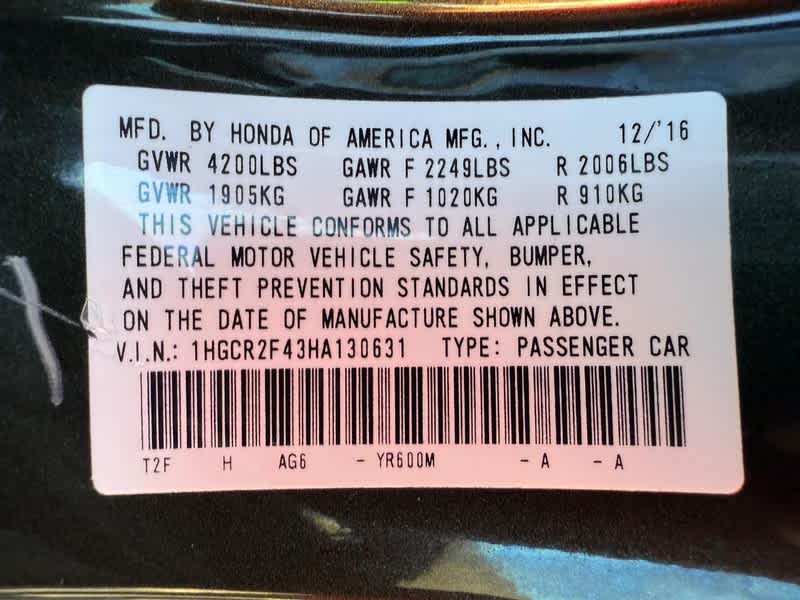 MFD. BY HONDA OF AMERICA MFG., INC. 12/'16
GVWR 4200LBS GAWR F 2249LBS R 2006LBS
GVWR 1905KG GAWR F 1020KG R 910KG
THIS VEHICLE CONFORMS TO ALL APPLICABLE
FEDERAL MOTOR VEHICLE SAFETY, BUMPER,
AND THEFT PREVENTION STANDARDS IN EFFECT
ON THE DATE OF MANUFACTURE SHOWN ABOVE.
V.I.N.: 1HGCR2F43HA130631 TYPE: PASSENGER CAR
T2F H AG6 - YR600M - A - A